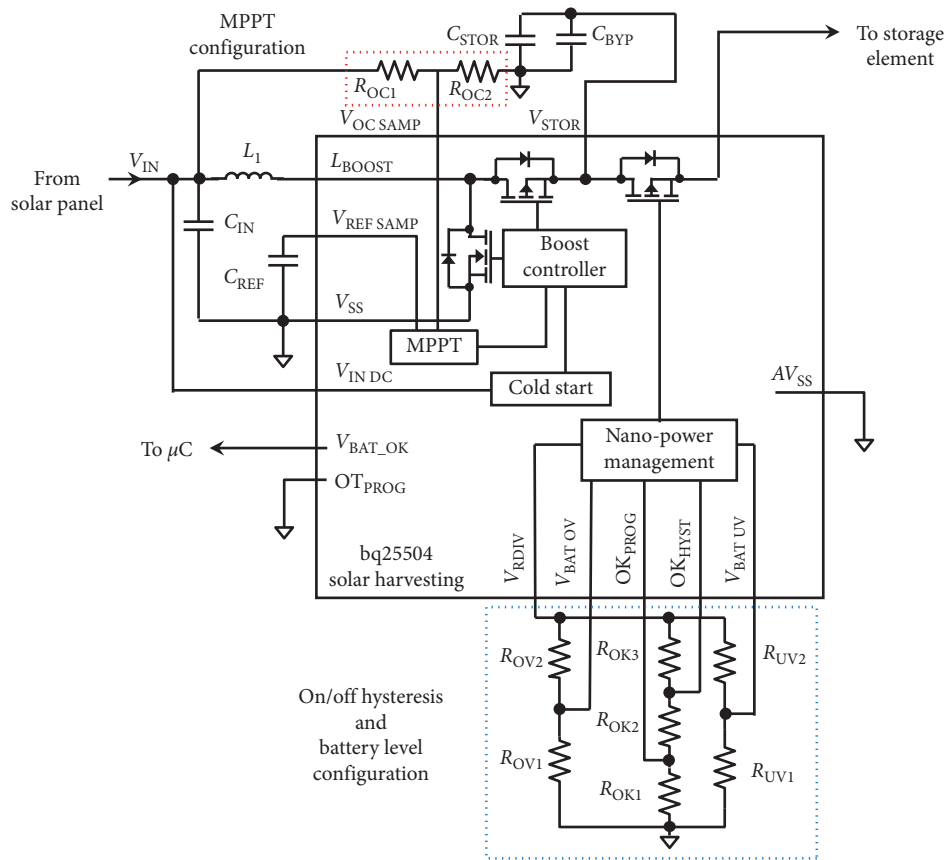 MPPT
configuration
C_STOR
C_BYP
To storage
element
R_OC1
R_OC2
V_OC SAMP
V_STOR
V_IN
L_1
L_BOOST
From
solar panel
C_IN
V_REF SAMP
Boost
controller
C_REF
V_SS
MPPT
V_IN DC
Cold start
AV_SS
To μC
V_BAT_OK
Nano-power
management
OT_PROG
bq25504
solar harvesting
V_RDIV
V_BAT OV
OK_PROG
OK_HYST
V_BAT UV
R_OV2
R_OK3
R_UV2
On/off hysteresis
and
battery level
configuration
R_OK2
R_OV1
R_UV1
R_OK1